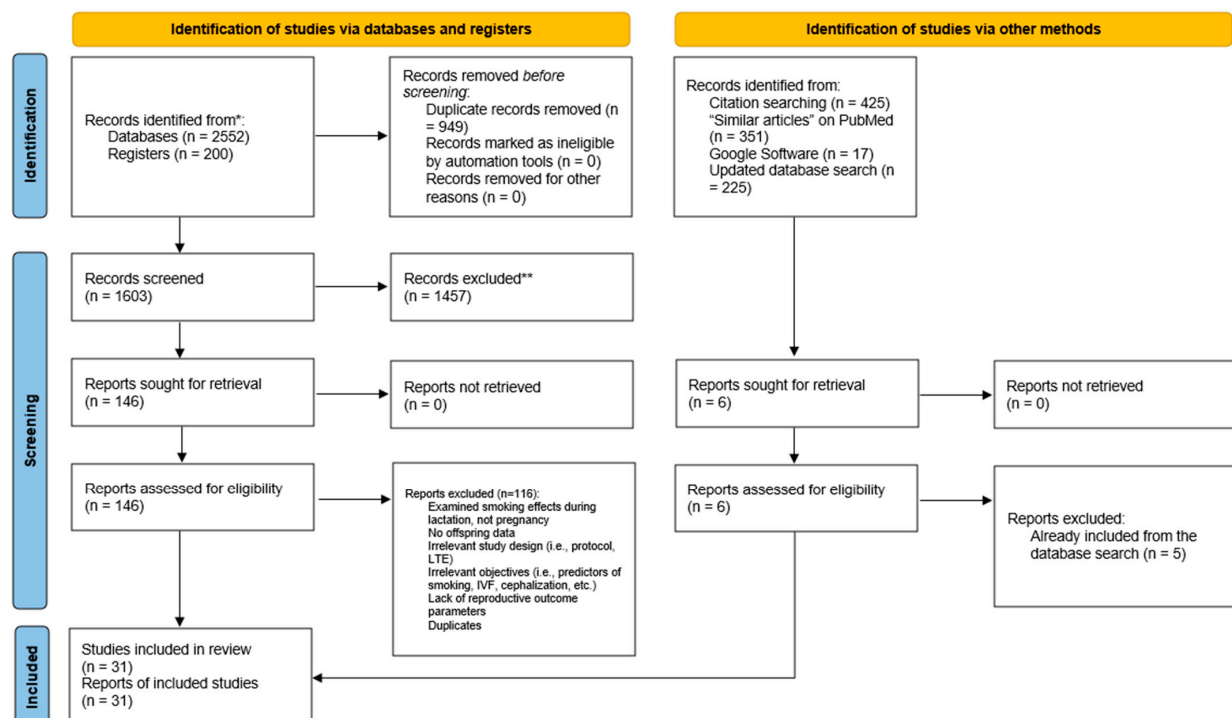 Identification of studies via databases and registers
Identification of studies via other methods
Identification
Records identified from*:
Databases (n = 2552)
Registers (n = 200)
Records removed before
screening:
Duplicate records removed (n
= 949)
Records marked as ineligible
by automation tools (n = 0)
Records removed for other
reasons (n = 0)
Records identified from:
Citation searching (n = 425)
“Similar articles” on PubMed
(n = 351)
Google Software (n = 17)
Updated database search (n
= 225)
Screening
Records screened
(n = 1603)
Records excluded**
(n = 1457)
Reports sought for retrieval
(n = 146)
Reports not retrieved
(n = 0)
Reports sought for retrieval
(n = 6)
Reports not retrieved
(n = 0)
Reports assessed for eligibility
(n = 146)
Reports excluded (n=116):
Examined smoking effects during
lactation, not pregnancy
No offspring data
Irrelevant study design (i.e., protocol,
LTE)
Irrelevant objectives (i.e., predictors of
smoking, IVF, cephalization, etc.)
Lack of reproductive outcome
parameters
Duplicates
Reports assessed for eligibility
(n = 6)
Reports excluded:
Already included from the
database search (n = 5)
Included
Studies included in review
(n = 31)
Reports of included studies
(n = 31)